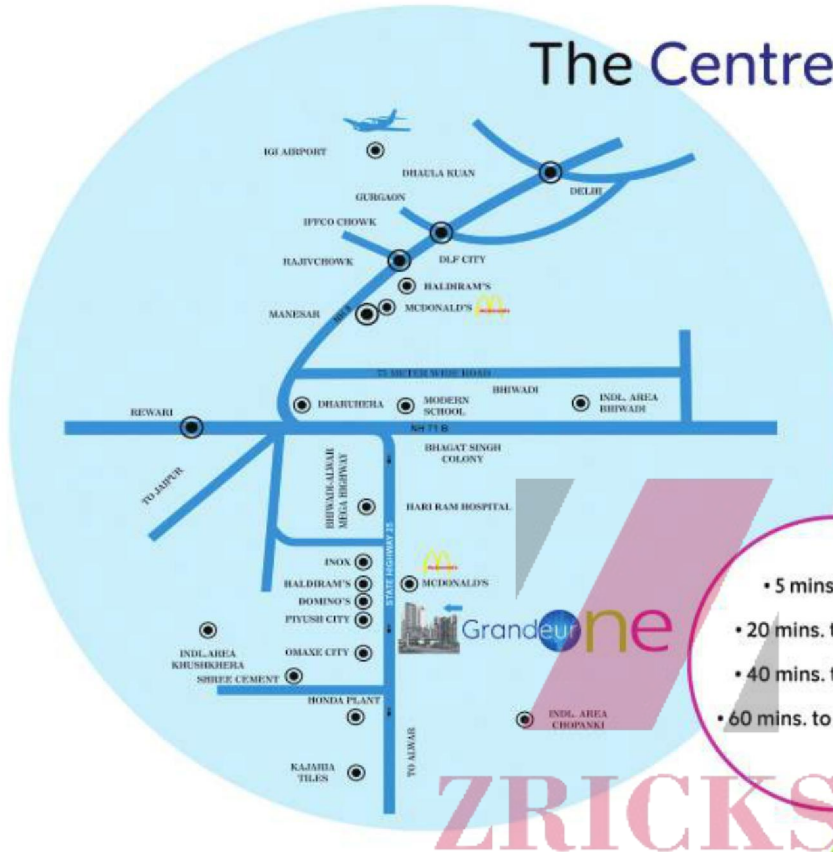 The Centre
IGI AIRPORT
DHAULA KUAN
DELHI
GURGAON
IFFCO CHOWK
RAJIVCHOWK
DLF CITY
HALDIRAM'S
MANESAR
NH 8
MCDONALD'S
75 METER WIDE ROAD
BHIWADI
REWARI
DHARUHERA
MODERN
SCHOOL
INDL. AREA
BHIWADI
NH 71 B
BHAGAT SINGH
COLONY
TO JAIPUR
BHIWADI-ALWAR
MEGA HIGHWAY
HARI RAM HOSPITAL
STATE HIGHWAY 25
INOX
HALDIRAM'S
MCDONALD'S
DOMINO'S
PIYUSH CITY
Grandeur One
INDL.AREA
KHUSHKHERA
OMAXE CITY
SHREE CEMENT
HONDA PLANT
INDL. AREA
CHOPANKI
KAJARIA
TILES
TO ALWAR
• 5 mins
• 20 mins. t
• 40 mins. t
• 60 mins. to
ZRICKS